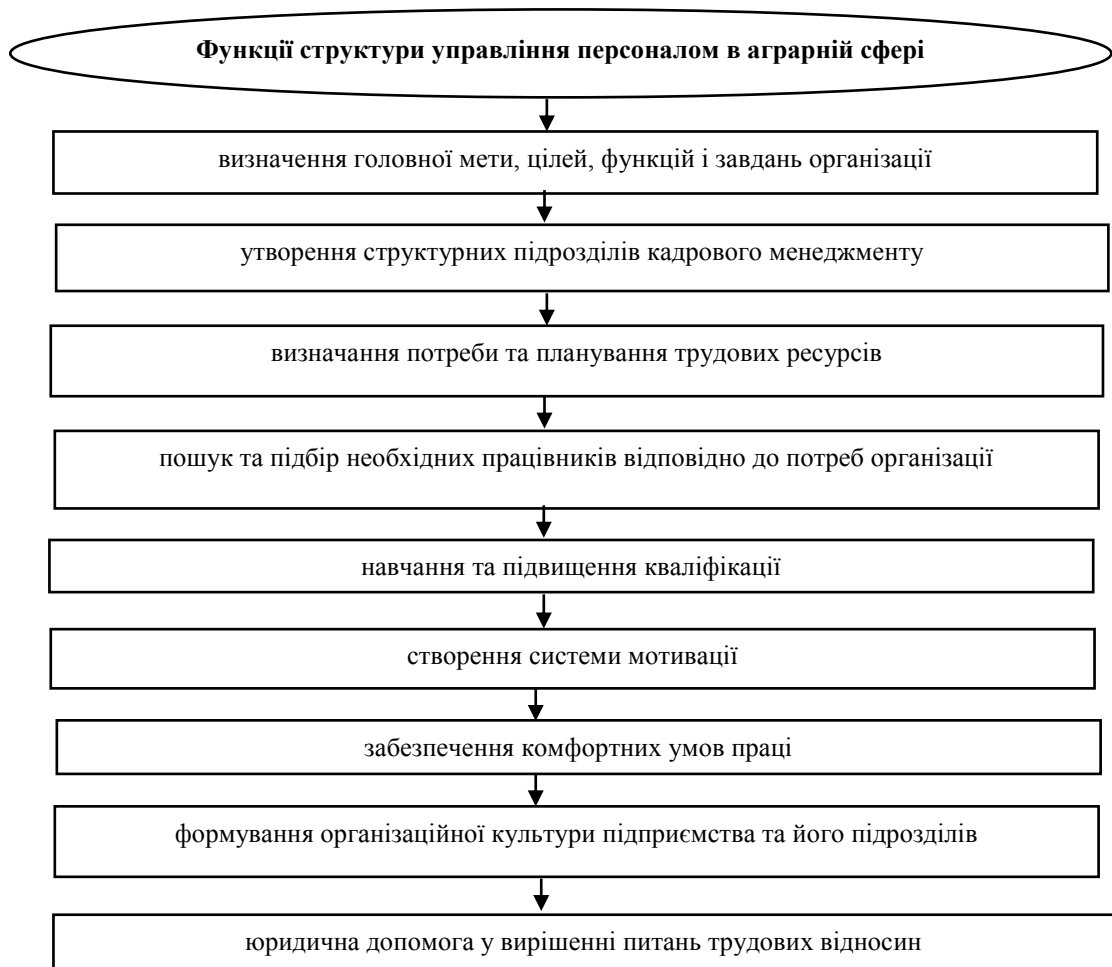 Функції структури управління персоналом в аграрній сфері
визначення головної мети, цілей, функцій і завдань організації
утворення структурних підрозділів кадрового менеджменту
визначання потреби та планування трудових ресурсів
пошук та підбір необхідних працівників відповідно до потреб організації
навчання та підвищення кваліфікації
створення системи мотивації
забезпечення комфортних умов праці
формування організаційної культури підприємства та його підрозділів
юридична допомога у вирішенні питань трудових відносин